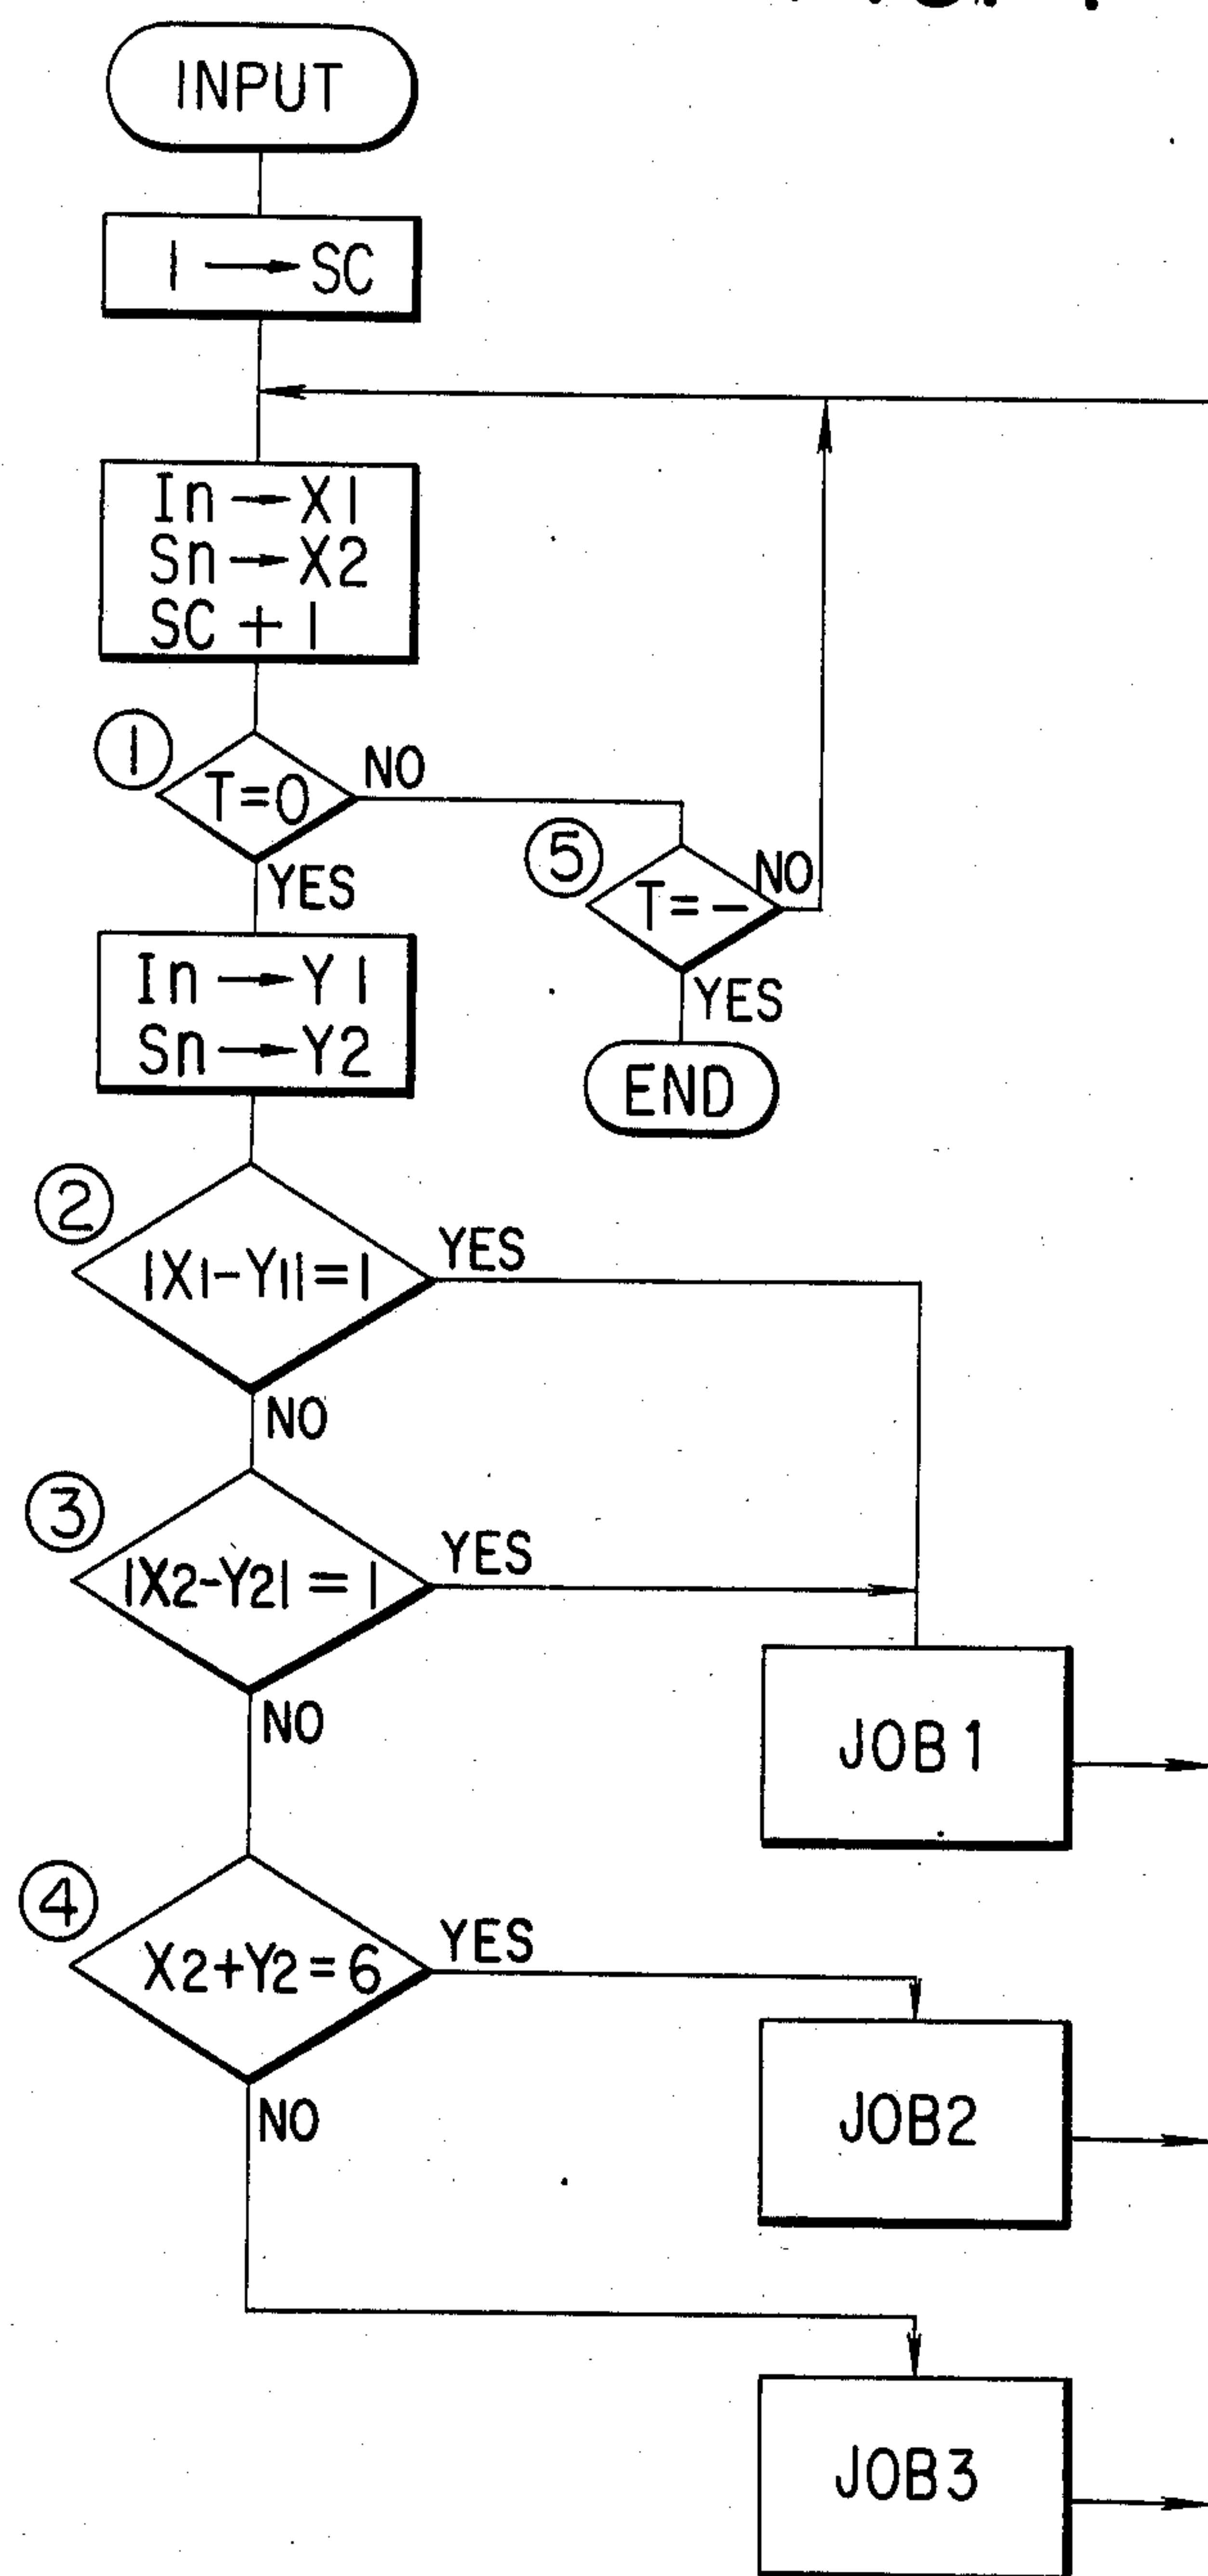 INPUT
1 → SC
In → X1
Sn → X2
SC + 1
① T=0 NO
YES
⑤ T=- NO
YES
In → Y1
Sn → Y2
END
② |X1-Y1|=1 YES
NO
③ |X2-Y2|=1 YES
NO
JOB1
④ X2+Y2=6 YES
NO
JOB2
JOB3